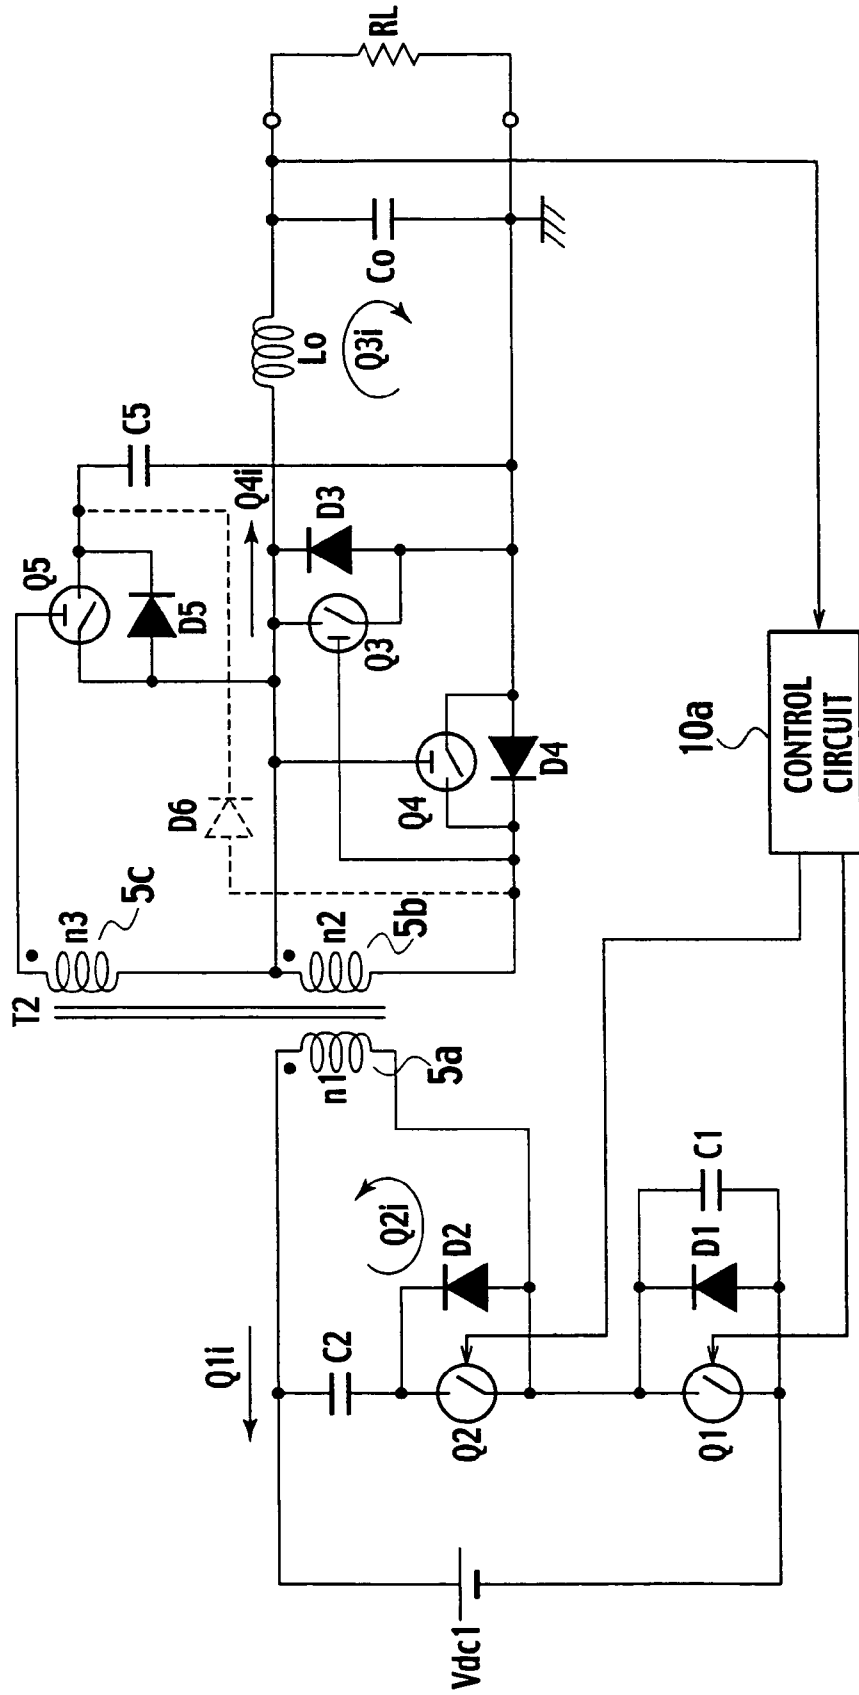 T2
n3
5c
Q5
D5
C5
D6
n1
5a
n2
5b
Q4i
D3
Q3
Q4
D4
Lo
Q3i
Co
RL
Q1i
C2
Q2i
D2
Q2
Vdc1
Q1
D1
C1
10a
CONTROL
CIRCUIT